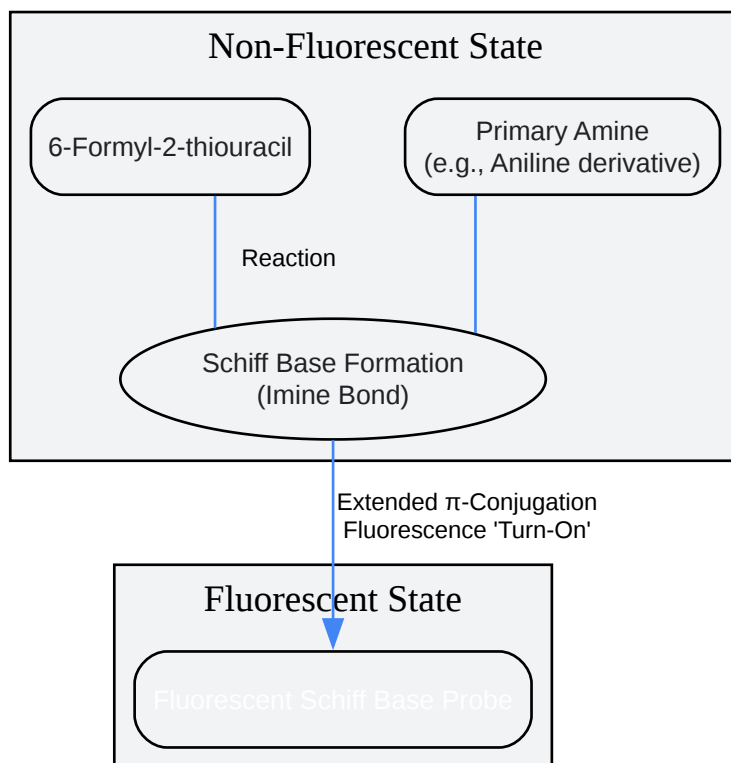 Non-Fluorescent State
6-Formyl-2-thiouracil
Primary Amine
(e.g., Aniline derivative)
Reaction
Schiff Base Formation
(Imine Bond)
Extended π-Conjugation
Fluorescence 'Turn-On'
Fluorescent State
Fluorescent Schiff Base Probe